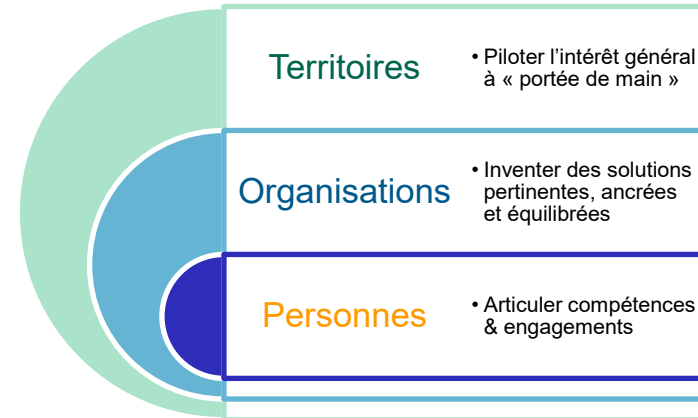 Territoires
• Piloter l’intérêt général
à « portée de main »
Organisations
• Inventer des solutions
pertinentes, ancrées
et équilibrées
Personnes
• Articuler compétences
& engagements